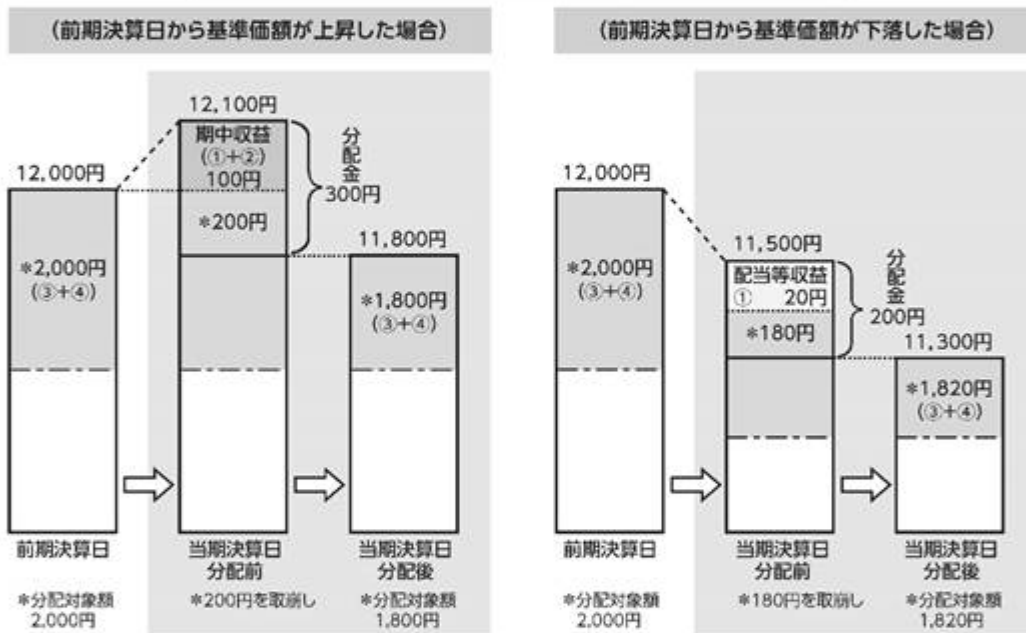 (前期決算日から基準価額が上昇した場合)
12,100円
期中収益
(①+②)
100円
分配金
300円
12,000円
*200円
11,800円
*2,000円
(③+④)
*1,800円
(③+④)
前期決算日
当期決算日
分配前
当期決算日
分配後
*分配対象額
2,000円
*200円を取崩し
*分配対象額
1,800円
(前期決算日から基準価額が下落した場合)
12,000円
11,500円
配当等収益
① 20円
分配金
200円
*2,000円
(③+④)
*180円
11,300円
*1,820円
(③+④)
前期決算日
当期決算日
分配前
当期決算日
分配後
*分配対象額
2,000円
*180円を取崩し
*分配対象額
1,820円